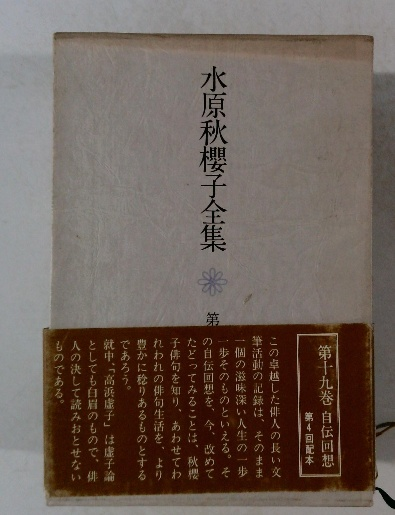 水原秋櫻子全集
第
第十九巻 自伝回想
第4回配本
この卓越した俳人の長い文
筆活動の記録は、そのまま
一個の滋味深い人生の一歩
一歩そのものといえる。そ
の自伝回想を、今、改めて
たどってみることは、秋櫻
子俳句を知り、あわせてわ
れわれの俳句生活を、より
豊かに稔りあるものとする
であろう。
就中「高浜虚子」は虚子論
としても白眉のもので、俳
人の決して読みおとせない
ものである。